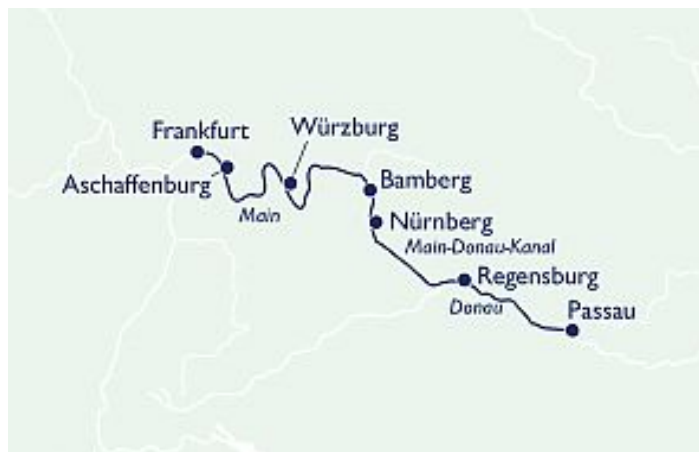 Frankfurt
Würzburg
Aschaffenburg
Bamberg
Main
Nürnberg
Main-Donau-Kanal
Regensburg
Donau
Passau